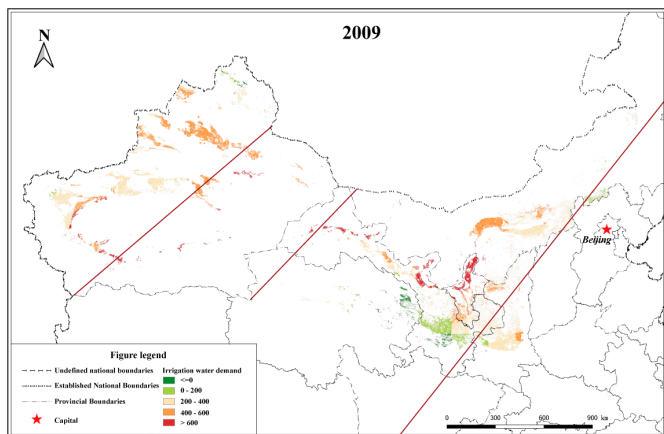 2009
N
Beijing
Figure legend
Undefined national boundaries
Established National Boundaries
Provincial Boundaries
Capital
Irrigation water demand
<=0
0 - 200
200 - 400
400 - 600
> 600
0 300 600 900 km